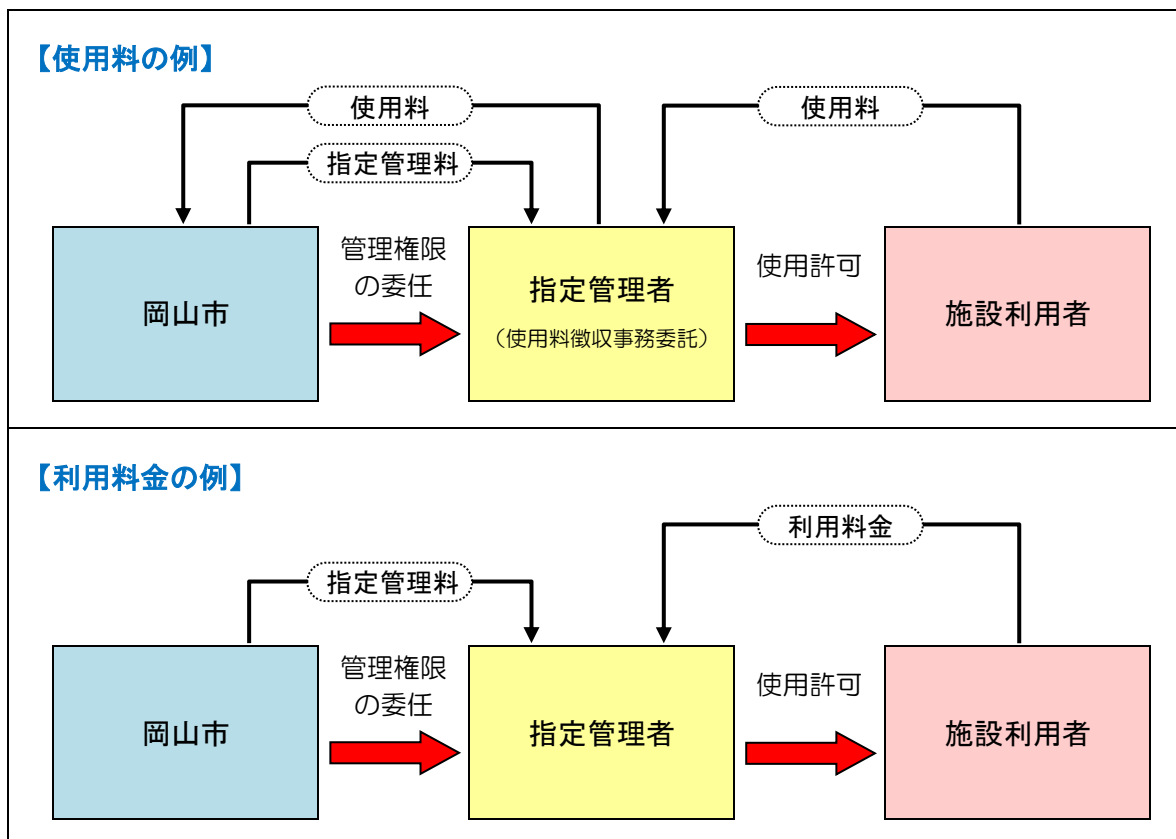 【使用料の例】
使用料
使用料
指定管理料
岡山市
管理権限
の委任
指定管理者
(使用料徴収事務委託)
使用許可
施設利用者
【利用料金の例】
利用料金
指定管理料
岡山市
管理権限
の委任
指定管理者
使用許可
施設利用者